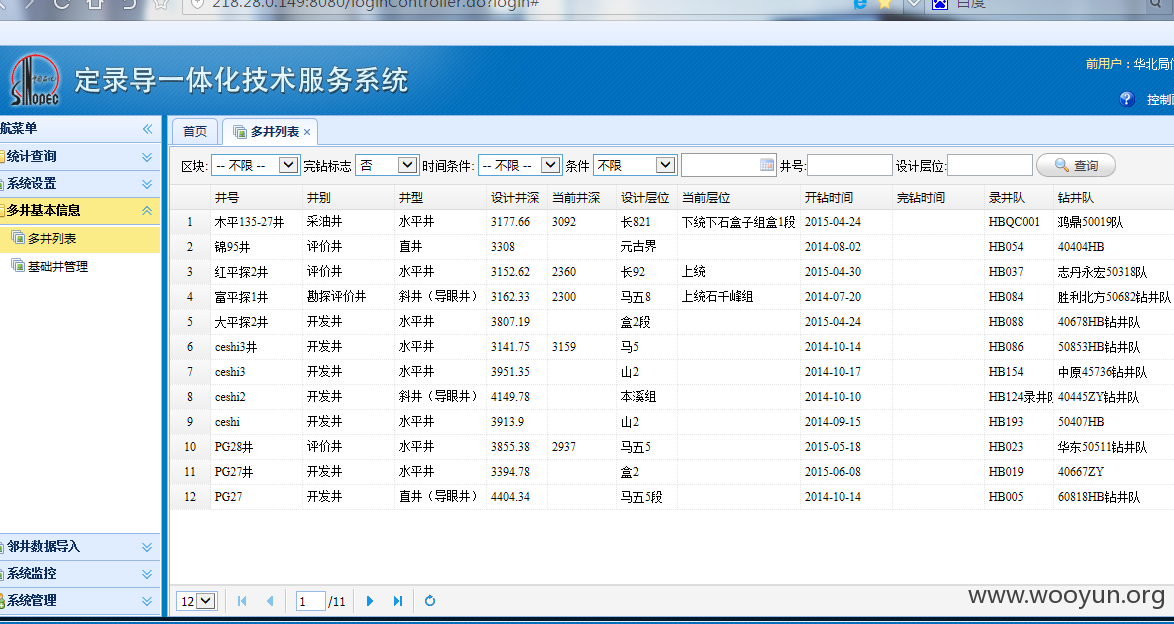 218.28.0.149:8080/loginController.do?login#
百度
SINOPEC
定录导一体化技术服务系统
前用户：华北局
控制
航菜单
统计查询
系统设置
多井基本信息
多井列表
基础井管理
邻井数据导入
系统监控
系统管理
首页 多井列表 ×
区块: -- 不限 -- 完钻标志 否 时间条件: -- 不限 -- 条件 不限 井号: 设计层位: 查询
井号 井别 井型 设计井深 当前井深 设计层位 当前层位 开钻时间 完钻时间 录井队 钻井队
1 木平135-27井 采油井 水平井 3177.66 3092 长821 下统下石盒子组盒1段 2015-04-24 HBQC001 鸿鼎50019队
2 锦95井 评价井 直井 3308 元古界 2014-08-02 HB054 40404HB
3 红平探2井 评价井 水平井 3152.62 2360 长92 上统 2015-04-30 HB037 志丹永宏50318队
4 富平探1井 勘探评价井 斜井（导眼井） 3162.33 2300 马五8 上统石千峰组 2014-07-20 HB084 胜利北方50682钻井队
5 大平探2井 开发井 水平井 3807.19 盒2段 2015-04-24 HB088 40678HB钻井队
6 ceshi3井 开发井 水平井 3141.75 3159 马5 2014-10-14 HB086 50853HB钻井队
7 ceshi3 开发井 水平井 3951.35 山2 2014-10-17 HB154 中原45736钻井队
8 ceshi2 开发井 斜井（导眼井） 4149.78 本溪组 2014-10-10 HB124录井队 40445ZY钻井队
9 ceshi 开发井 水平井 3913.9 山2 2014-09-15 HB193 50407HB
10 PG28井 评价井 水平井 3855.38 2937 马五5 2015-05-18 HB023 华东50511钻井队
11 PG27井 开发井 水平井 3394.78 盒2 2015-06-08 HB019 40667ZY
12 PG27 开发井 直井（导眼井） 4404.34 马五5段 2014-10-14 HB005 60818HB钻井队
12 1 /11
www.wooyun.org